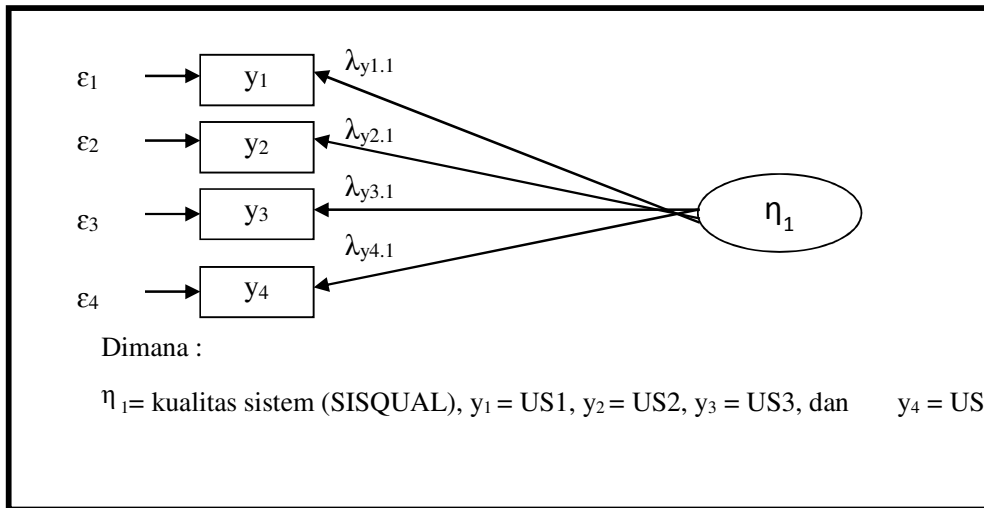 ε1 y1 λy1.1
ε2 y2 λy2.1
ε3 y3 λy3.1 η1
ε4 y4 λy4.1
Dimana :
η 1= kualitas sistem (SISQUAL), y1 = US1, y2 = US2, y3 = US3, dan y4 = US